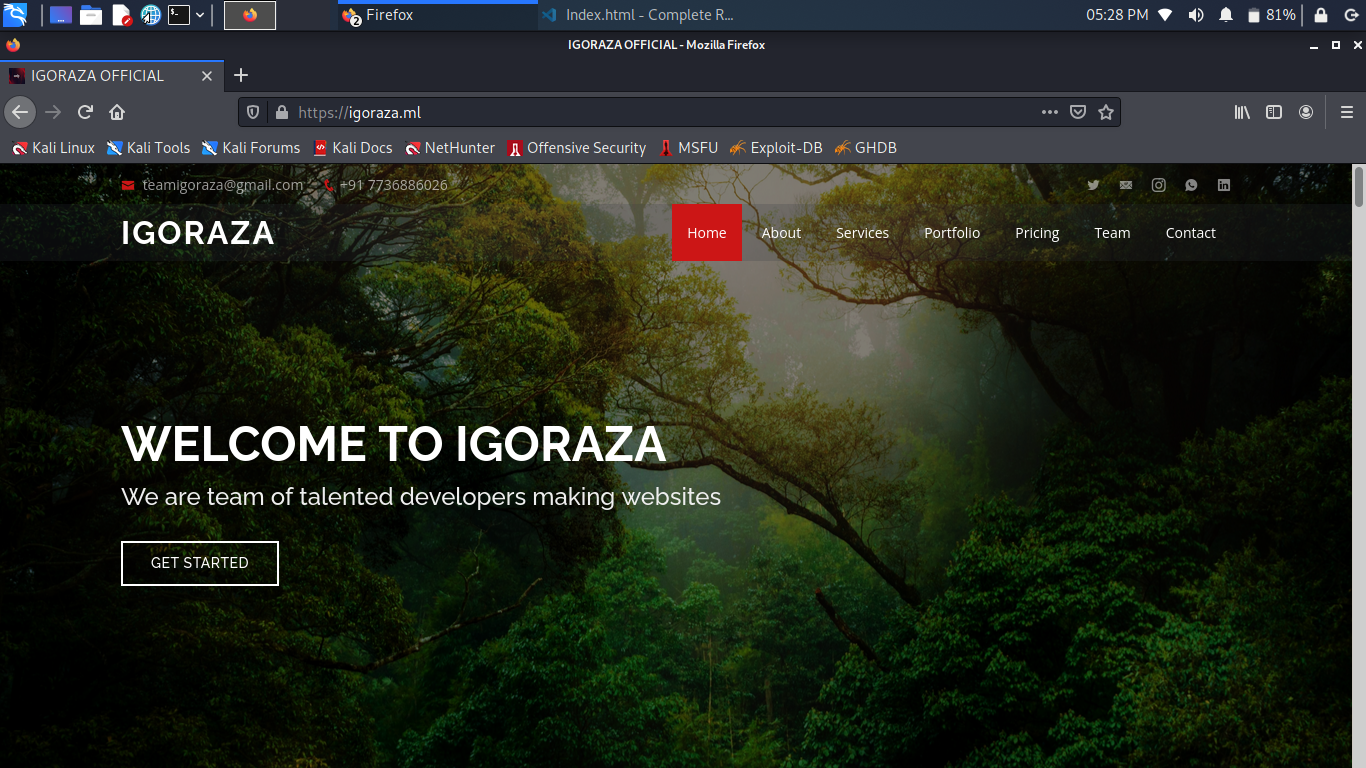 Firefox
2
Index.html - Complete R...
05:28 PM
81%
IGORAZA OFFICIAL - Mozilla Firefox
IGORAZA OFFICIAL
https://igoraza.ml
Kali Linux Kali Tools Kali Forums Kali Docs NetHunter Offensive Security MSFU Exploit-DB GHDB
teamigoraza@gmail.com +91 7736886026
IGORAZA
Home About Services Portfolio Pricing Team Contact
WELCOME TO IGORAZA
We are team of talented developers making websites
GET STARTED